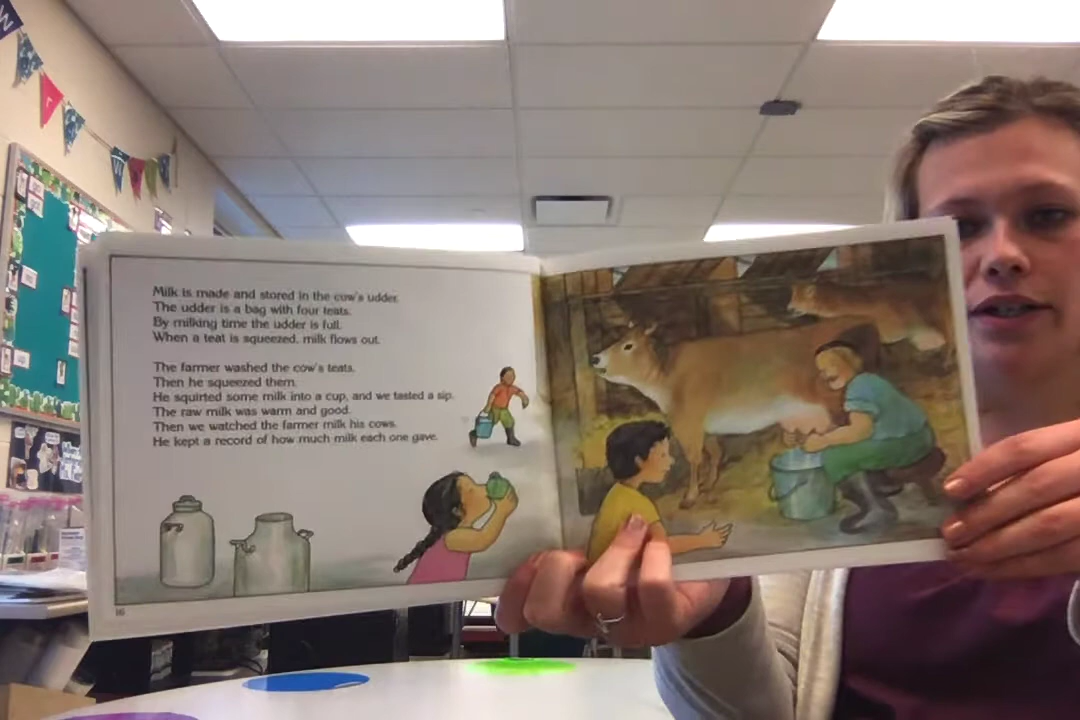 W
Milk is made and stored in the cow's udder.
The udder is a bag with four teats.
By milking time the udder is full.
When a teat is squeezed, milk flows out.
The farmer washed the cow's teats.
Then he squeezed them.
He squirted some milk into a cup, and we tasted a sip.
The raw milk was warm and good.
Then we watched the farmer milk his cows.
He kept a record of how much milk each one gave.
16